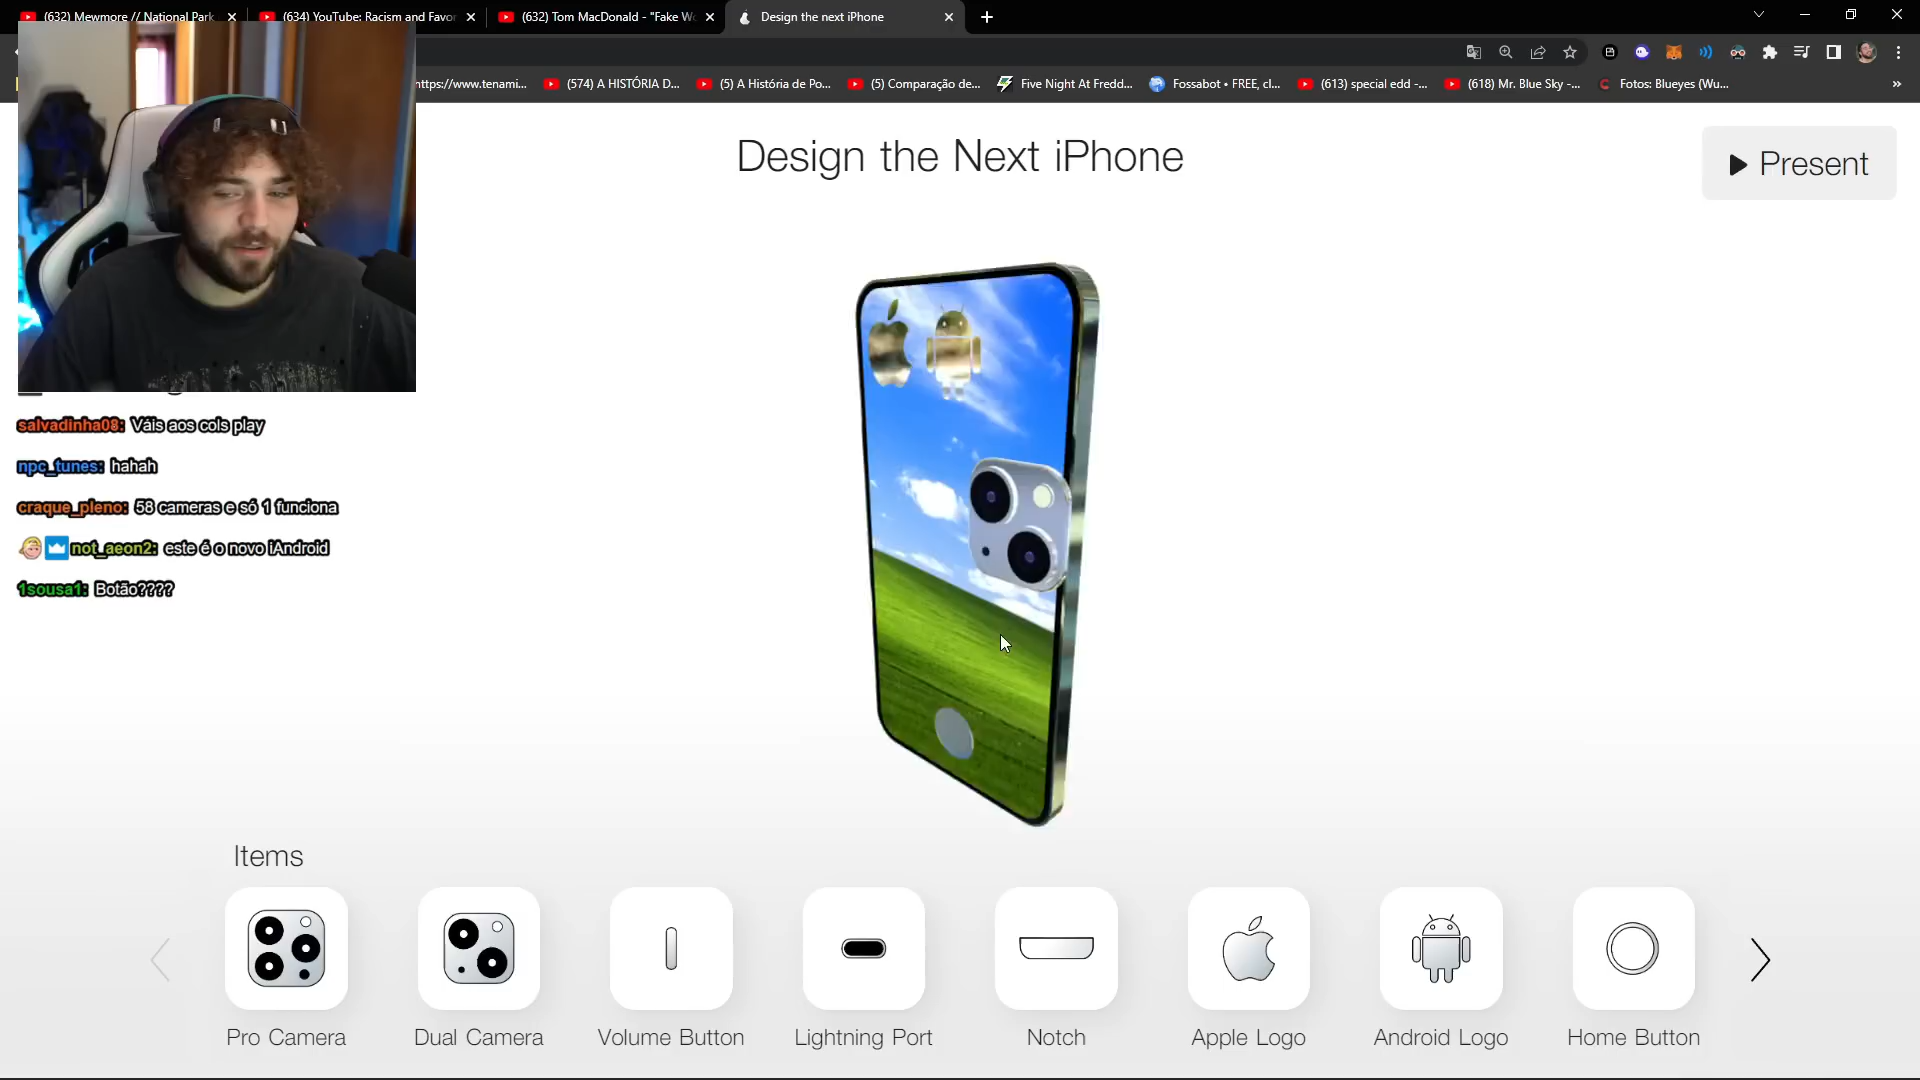 (632) Mewmore // National Park
(634) YouTube: Racism and Favor
(632) Tom MacDonald - "Fake Wo
Design the next iPhone
https://www.tenami...
(574) A HISTÓRIA D...
(5) A História de Po...
(5) Comparação de...
Five Night At Fredd...
Fossabot • FREE, cl...
(613) special edd -...
(618) Mr. Blue Sky -...
Fotos: Blueyes (Wu...
Design the Next iPhone
Present
salvadinha08: Váis aos cols play
npc_tunes: hahah
craque_pleno: 58 cameras e só 1 funciona
not_aeon2: este é o novo iAndroid
1sousa1: Botão????
Items
Pro Camera
Dual Camera
Volume Button
Lightning Port
Notch
Apple Logo
Android Logo
Home Button